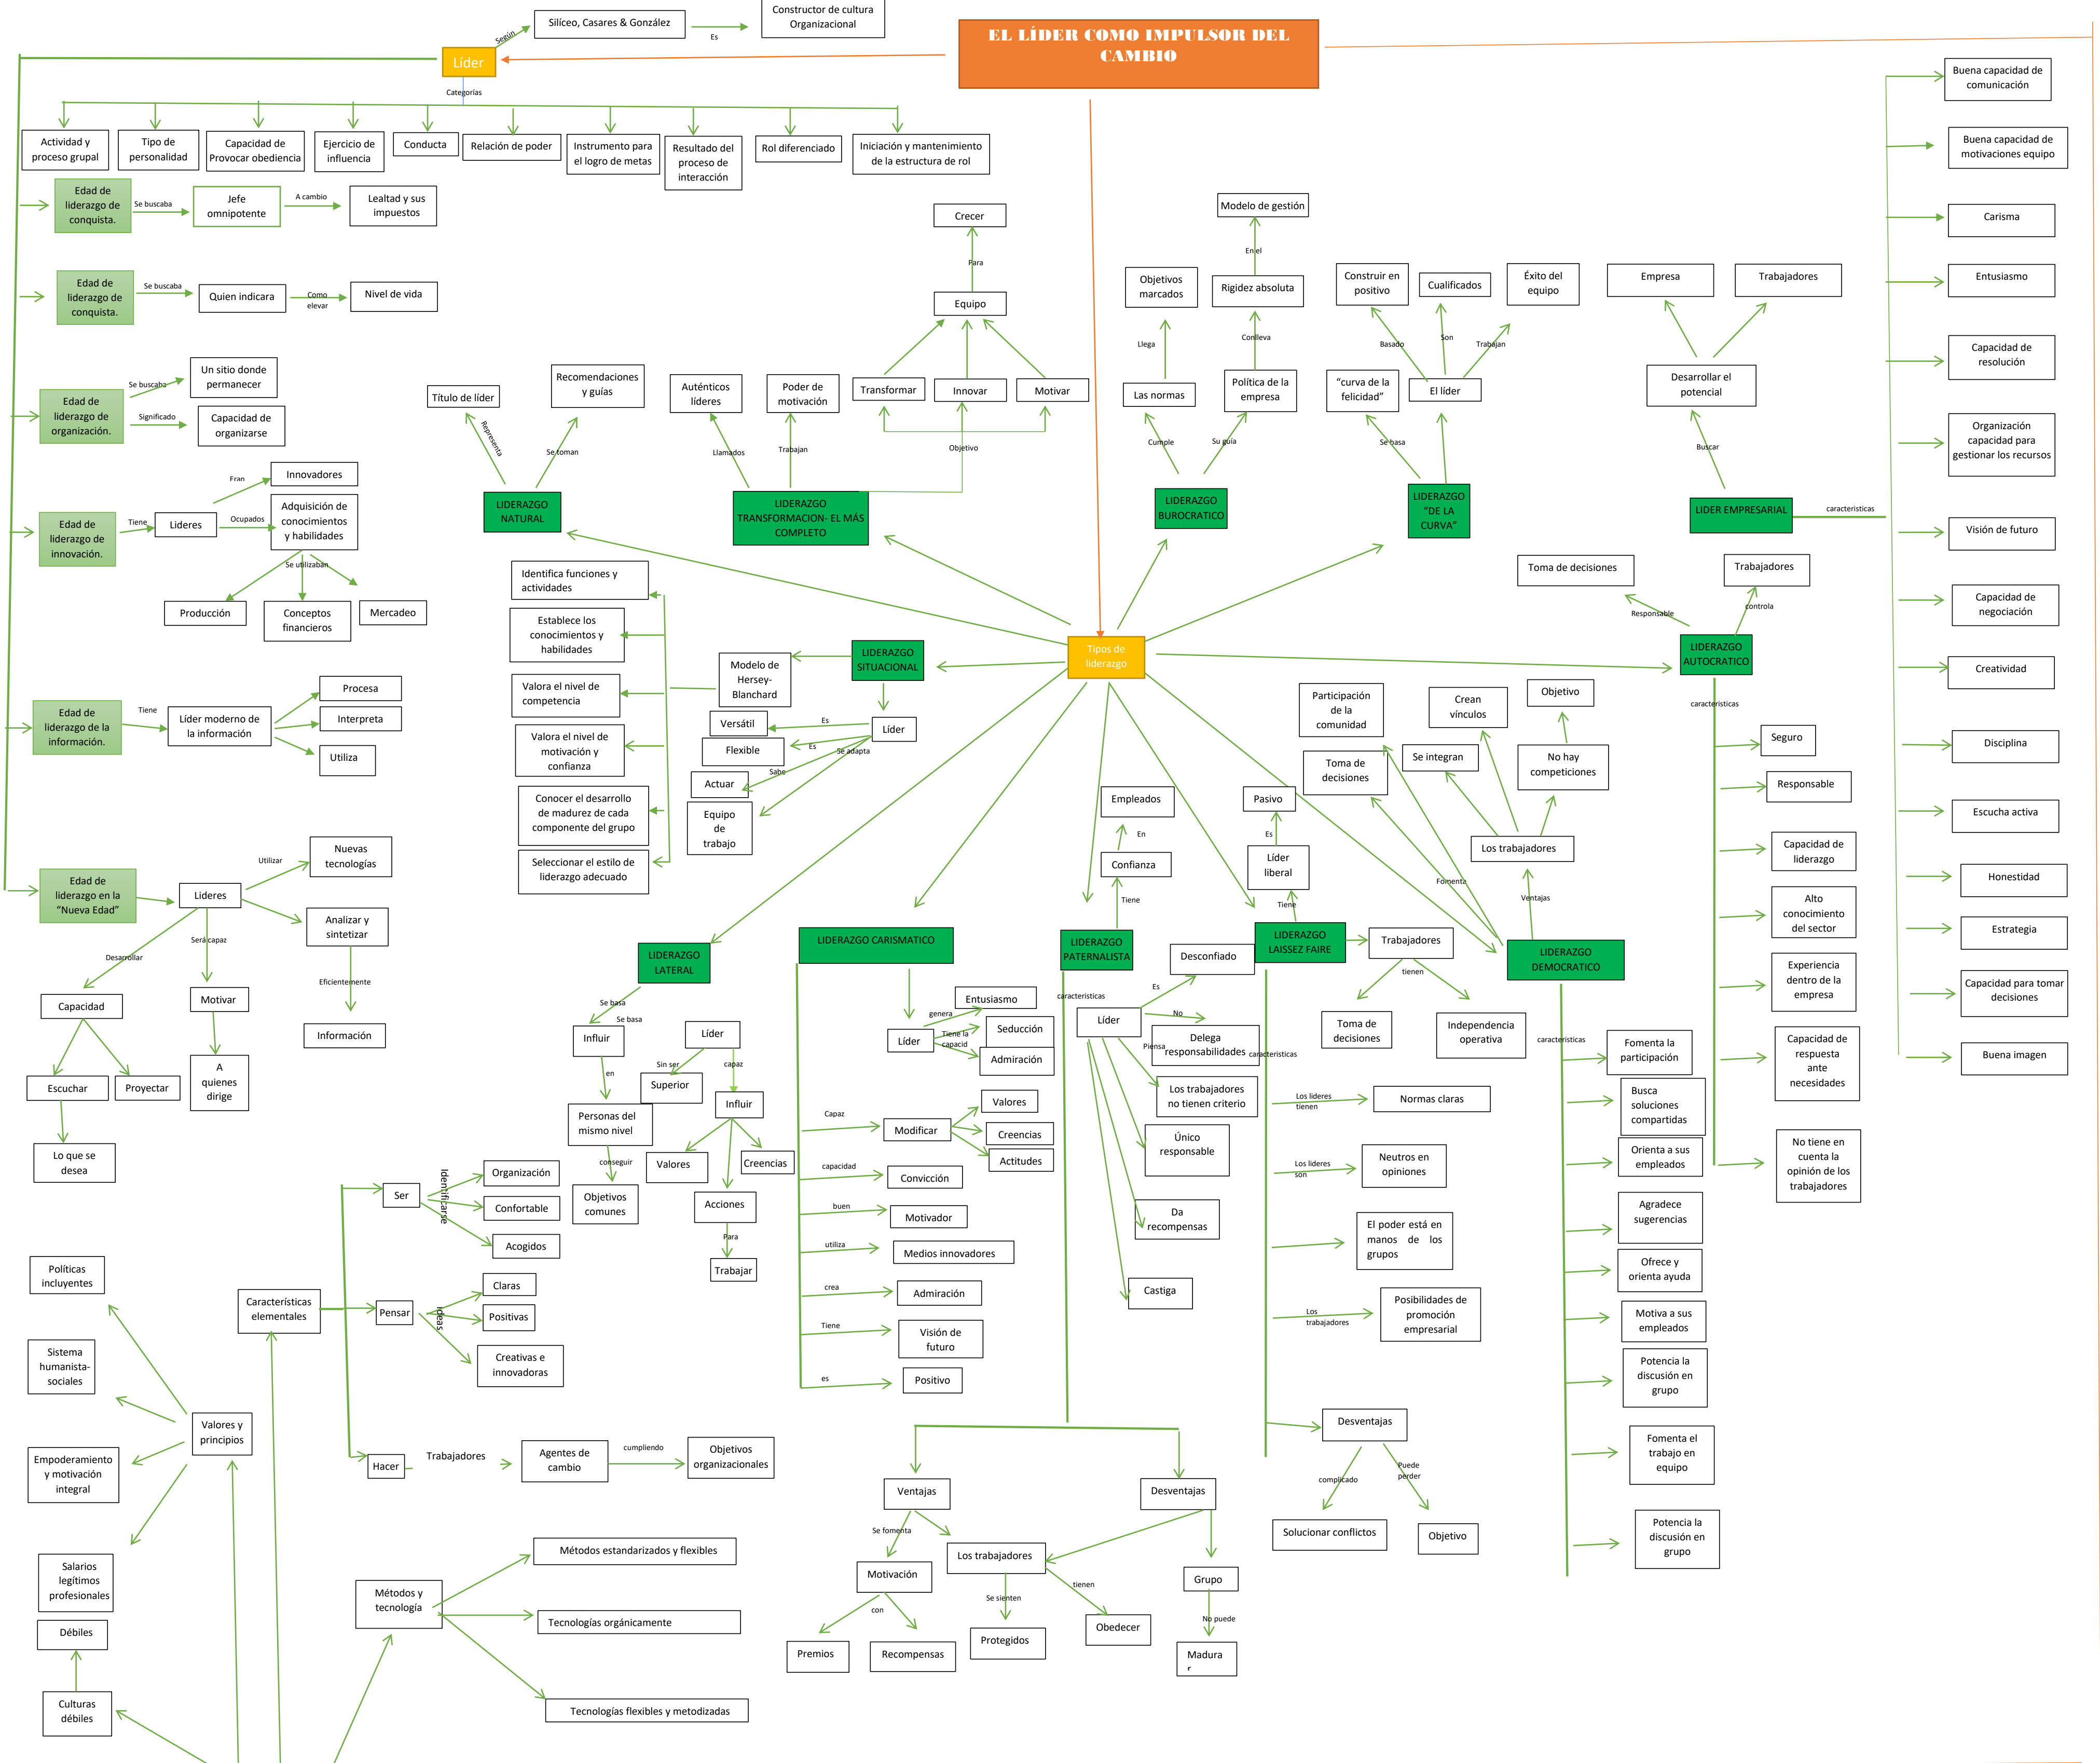 EL LÍDER COMO IMPULSOR DEL
CAMBIO
Líder
Según
Silíceo, Casares & González
Es
Constructor de cultura
Organizacional
Categorías
Actividad y
proceso grupal
Tipo de
personalidad
Capacidad de
Provocar obediencia
Ejercicio de
influencia
Conducta
Relación de poder
Instrumento para
el logro de metas
Resultado del
proceso de
interacción
Rol diferenciado
Iniciación y mantenimiento
de la estructura de rol
Edad de
liderazgo de
conquista.
Se buscaba
Jefe
omnipotente
A cambio
Lealtad y sus
impuestos
Edad de
liderazgo de
conquista.
Se buscaba
Quien indicara
Como
elevar
Nivel de vida
Edad de
liderazgo de
organización.
Se buscaba
Un sitio donde
permanecer
Significado
Capacidad de
organizarse
Edad de
liderazgo de
innovación.
Tiene
Lideres
Eran
Innovadores
Ocupados
Adquisición de
conocimientos
y habilidades
Se utilizaban
Producción
Conceptos
financieros
Mercadeo
Edad de
liderazgo de la
información.
Tiene
Líder moderno de
la información
Procesa
Interpreta
Utiliza
Edad de
liderazgo en la
“Nueva Edad”
Lideres
Utilizar
Nuevas
tecnologías
Analizar y
sintetizar
Eficientemente
Información
Será capaz
Motivar
A
quienes
dirige
Desarrollar
Capacidad
Escuchar
Proyectar
Lo que se
desea
Tipos de
liderazgo
LIDERAZGO
NATURAL
Representa
Título de líder
Se toman
Recomendaciones
y guías
LIDERAZGO
TRANSFORMACION- EL MÁS
COMPLETO
Llamados
Auténticos
líderes
Trabajan
Poder de
motivación
Objetivo
Transformar
Innovar
Motivar
Equipo
Para
Crecer
LIDERAZGO
BUROCRATICO
Cumple
Las normas
Llega
Objetivos
marcados
Su guía
Política de la
empresa
Conlleva
Rigidez absoluta
En el
Modelo de gestión
LIDERAZGO
“DE LA
CURVA”
Se basa
“curva de la
felicidad”
El líder
Basado
Construir en
positivo
Son
Cualificados
Trabajan
Éxito del
equipo
LIDER EMPRESARIAL
Buscar
Desarrollar el
potencial
Empresa
Trabajadores
caracteristicas
Buena capacidad de
comunicación
Buena capacidad de
motivaciones equipo
Carisma
Entusiasmo
Capacidad de
resolución
Organización
capacidad para
gestionar los recursos
Visión de futuro
Capacidad de
negociación
Creatividad
Disciplina
Escucha activa
Honestidad
Estrategia
Capacidad para tomar
decisiones
Buena imagen
LIDERAZGO
AUTOCRATICO
Responsable
Toma de decisiones
controla
Trabajadores
características
Seguro
Responsable
Capacidad de
liderazgo
Alto
conocimiento
del sector
Experiencia
dentro de la
empresa
Capacidad de
respuesta
ante
necesidades
No tiene en
cuenta la
opinión de los
trabajadores
LIDERAZGO
SITUACIONAL
Modelo de
Hersey-
Blanchard
Identifica funciones y
actividades
Establece los
conocimientos y
habilidades
Valora el nivel de
competencia
Valora el nivel de
motivación y
confianza
Conocer el desarrollo
de madurez de cada
componente del grupo
Seleccionar el estilo de
liderazgo adecuado
Líder
Es
Versátil
Es
Flexible
Sabe
Actuar
Se adapta
Equipo
de
trabajo
LIDERAZGO
LATERAL
Se basa
Se basa
Influir
en
Personas del
mismo nivel
conseguir
Objetivos
comunes
Líder
Sin ser
Superior
capaz
Influir
Valores
Creencias
Acciones
Para
Trabajar
LIDERAZGO CARISMATICO
Líder
genera
Entusiasmo
Tiene la
capacid
Seducción
Admiración
Capaz
Modificar
Valores
Creencias
Actitudes
capacidad
Convicción
buen
Motivador
utiliza
Medios innovadores
crea
Admiración
Tiene
Visión de
futuro
es
Positivo
LIDERAZGO
PATERNALISTA
Tiene
Confianza
En
Empleados
características
Líder
Es
Desconfiado
No
Delega
responsabilidades
Piensa
Los trabajadores
no tienen criterio
Único
responsable
Da
recompensas
Castiga
Ventajas
Se fomenta
Motivación
con
Premios
Recompensas
Los trabajadores
Se sienten
Protegidos
tienen
Obedecer
Desventajas
Grupo
No puede
Madura
LIDERAZGO
LAISSEZ FAIRE
Tiene
Líder
liberal
Es
Pasivo
Trabajadores
tienen
Toma de
decisiones
Independencia
operativa
características
Los lideres
tienen
Normas claras
Los lideres
son
Neutros en
opiniones
El poder está en
manos de los
grupos
Los
trabajadores
Posibilidades de
promoción
empresarial
Desventajas
complicado
Solucionar conflictos
Puede
perder
Objetivo
LIDERAZGO
DEMOCRATICO
Fomenta
Participación
de la
comunidad
Toma de
decisiones
Ventajas
Los trabajadores
Se integran
Crean
vínculos
No hay
competiciones
Objetivo
características
Fomenta la
participación
Busca
soluciones
compartidas
Orienta a sus
empleados
Agradece
sugerencias
Ofrece y
orienta ayuda
Motiva a sus
empleados
Potencia la
discusión en
grupo
Fomenta el
trabajo en
equipo
Potencia la
discusión en
grupo
Características
elementales
Ser
Identificarse
Organización
Confortable
Acogidos
Pensar
Ideas
Claras
Positivas
Creativas e
innovadoras
Hacer
Trabajadores
Agentes de
cambio
cumpliendo
Objetivos
organizacionales
Valores y
principios
Políticas
incluyentes
Sistema
humanista-
sociales
Empoderamiento
y motivación
integral
Salarios
legítimos
profesionales
Métodos y
tecnología
Métodos estandarizados y flexibles
Tecnologías orgánicamente
Tecnologías flexibles y metodizadas
Débiles
Culturas
débiles